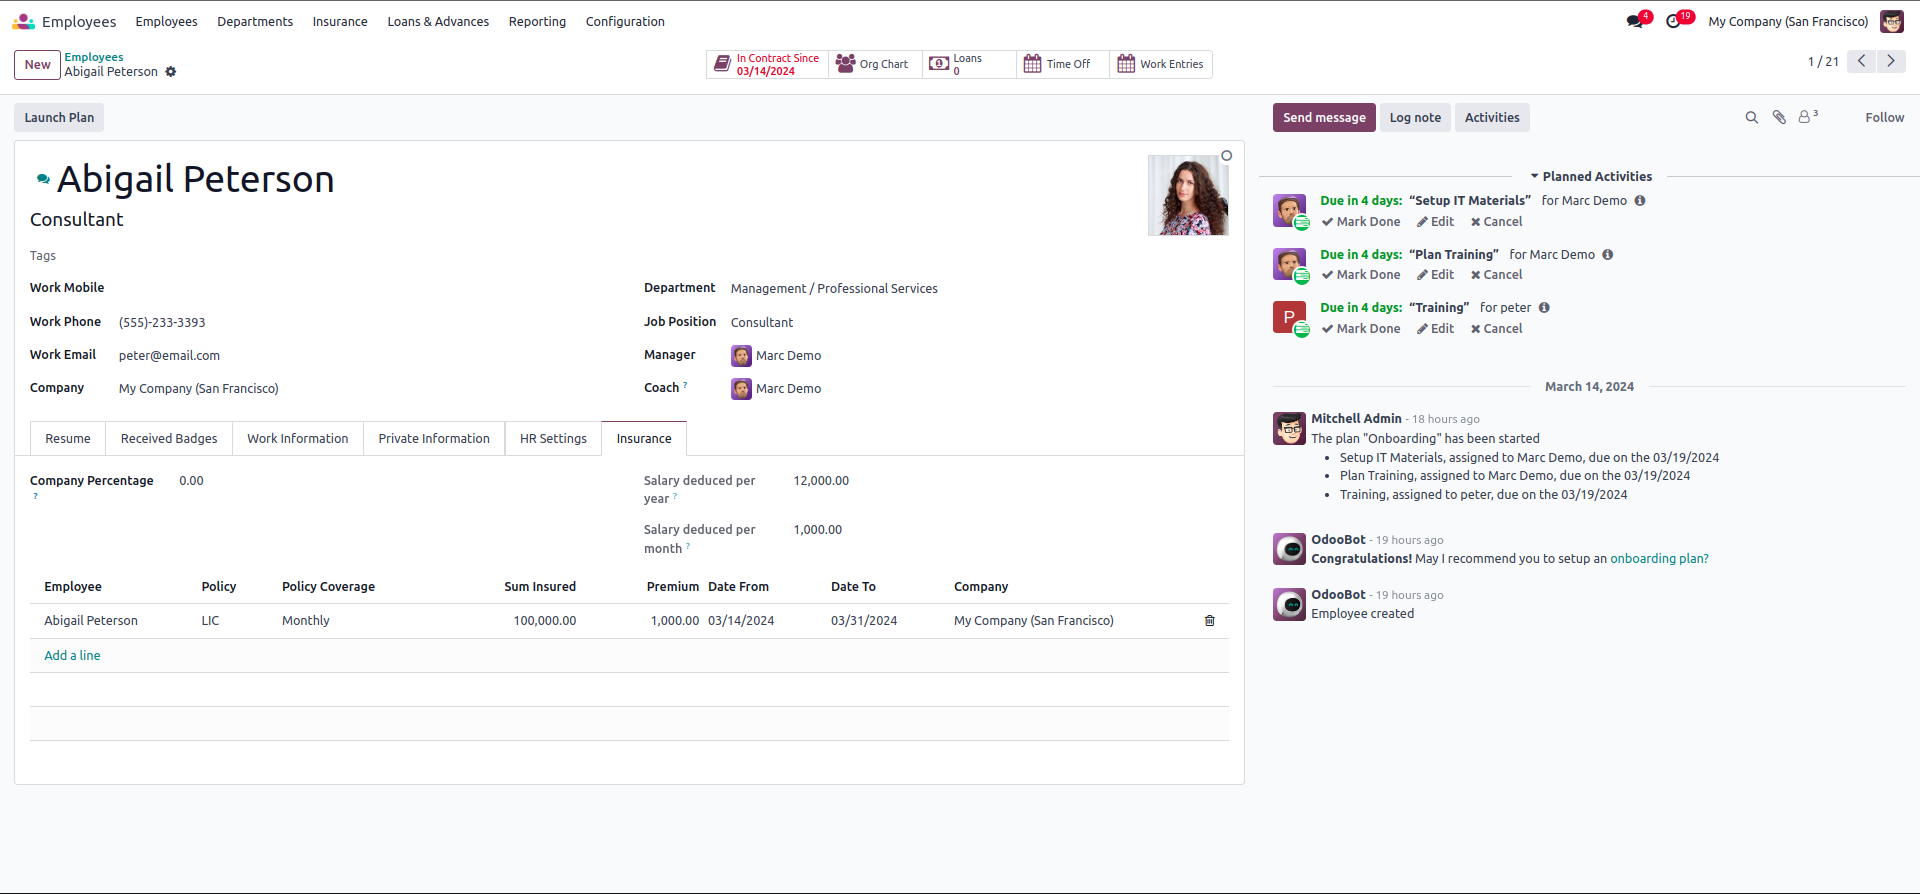 Employees Employees Departments Insurance Loans & Advances Reporting Configuration 4 19 My Company (San Francisco)
New Employees
Abigail Peterson
In Contract Since
03/14/2024
Org Chart
Loans
0
Time Off
Work Entries
1 / 21
Launch Plan
Send message Log note Activities 3 Follow
Abigail Peterson
Consultant
Tags
Work Mobile
Work Phone (555)-233-3393
Work Email peter@email.com
Company My Company (San Francisco)
Department Management / Professional Services
Job Position Consultant
Manager Marc Demo
Coach ? Marc Demo
Resume Received Badges Work Information Private Information HR Settings Insurance
Company Percentage 0.00
?
Salary deduced per 12,000.00
year ?
Salary deduced per 1,000.00
month ?
Employee Policy Policy Coverage Sum Insured Premium Date From Date To Company
Abigail Peterson LIC Monthly 100,000.00 1,000.00 03/14/2024 03/31/2024 My Company (San Francisco)
Add a line
Planned Activities
Due in 4 days: “Setup IT Materials” for Marc Demo
Mark Done Edit Cancel
Due in 4 days: “Plan Training” for Marc Demo
Mark Done Edit Cancel
P
Due in 4 days: “Training” for peter
Mark Done Edit Cancel
March 14, 2024
Mitchell Admin - 18 hours ago
The plan "Onboarding" has been started
• Setup IT Materials, assigned to Marc Demo, due on the 03/19/2024
• Plan Training, assigned to Marc Demo, due on the 03/19/2024
• Training, assigned to peter, due on the 03/19/2024
OdooBot - 19 hours ago
Congratulations! May I recommend you to setup an onboarding plan?
OdooBot - 19 hours ago
Employee created